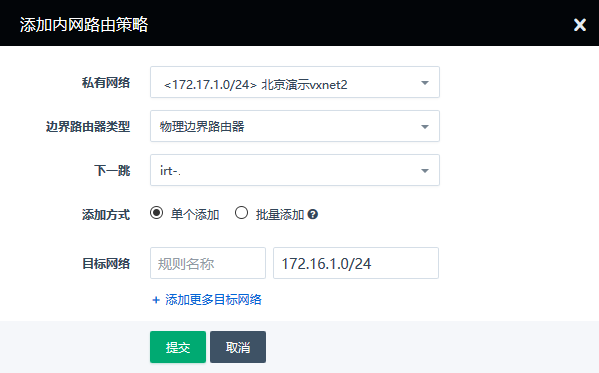 添加内网路由策略
私有网络 <172.17.1.0/24> 北京演示vxnet2
边界路由器类型 物理边界路由器
下一跳 irt-.
添加方式 单个添加 批量添加
目标网络 规则名称 172.16.1.0/24
+ 添加更多目标网络
提交 取消